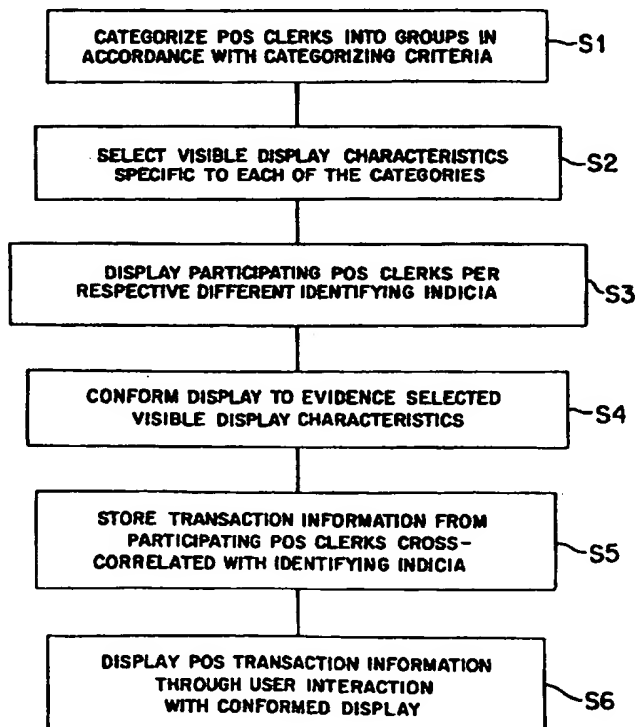 CATEGORIZE POS CLERKS INTO GROUPS IN
ACCORDANCE WITH CATEGORIZING CRITERIA
S1
SELECT VISIBLE DISPLAY CHARACTERISTICS
SPECIFIC TO EACH OF THE CATEGORIES
S2
DISPLAY PARTICIPATING POS CLERKS PER
RESPECTIVE DIFFERENT IDENTIFYING INDICIA
S3
CONFORM DISPLAY TO EVIDENCE SELECTED
VISIBLE DISPLAY CHARACTERISTICS
S4
STORE TRANSACTION INFORMATION FROM
PARTICIPATING POS CLERKS CROSS-
CORRELATED WITH IDENTIFYING INDICIA
S5
DISPLAY POS TRANSACTION INFORMATION
THROUGH USER INTERACTION
WITH CONFORMED DISPLAY
S6